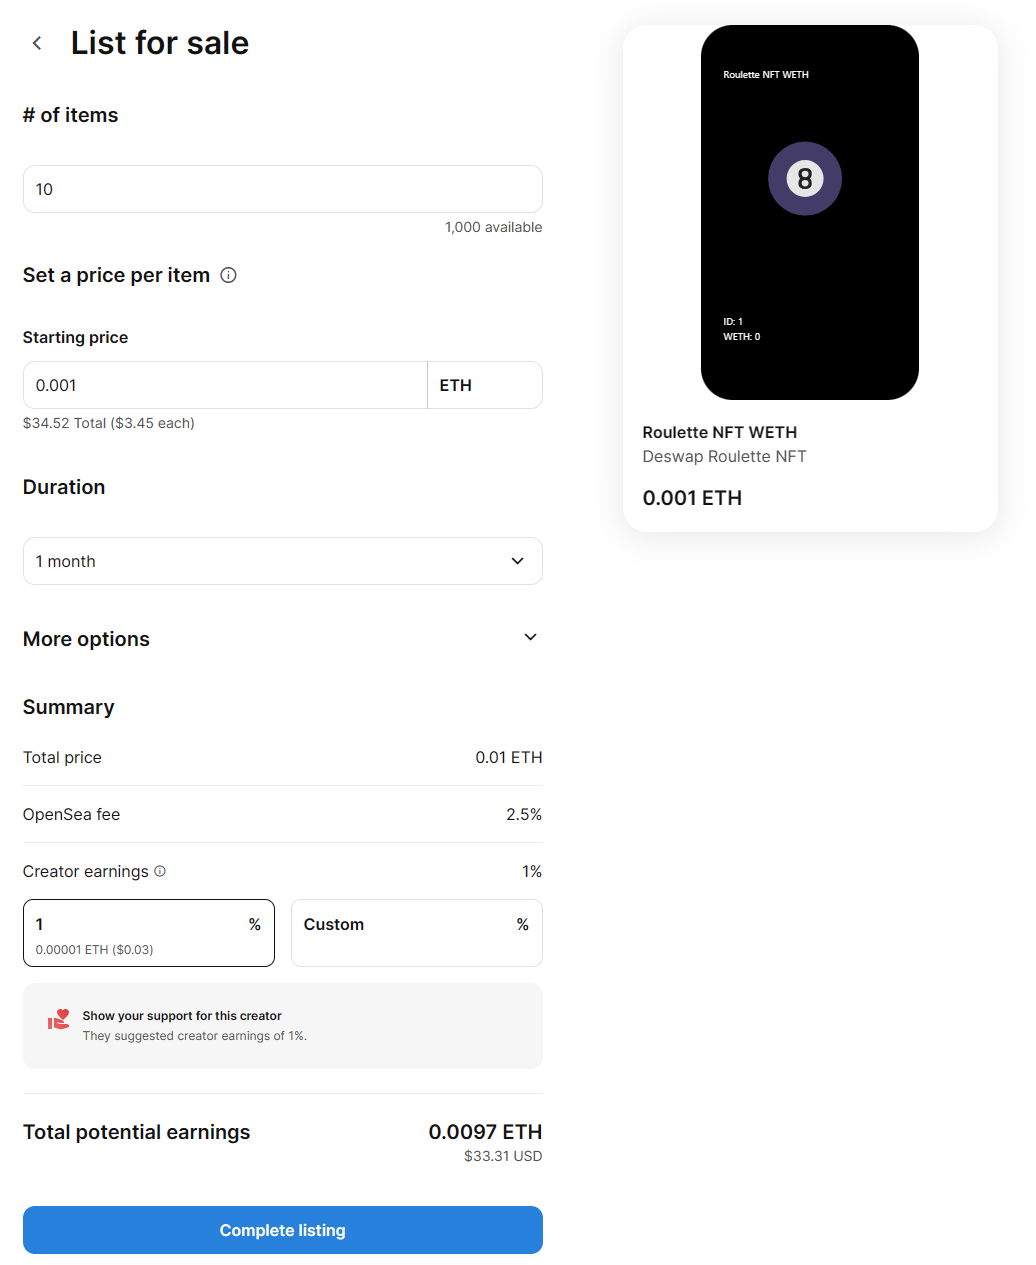 List for sale
# of items
10
1,000 available
Set a price per item
Starting price
0.001 ETH
$34.52 Total ($3.45 each)
Duration
1 month
More options
Summary
Total price 0.01 ETH
OpenSea fee 2.5%
Creator earnings 1%
1 % Custom %
0.00001 ETH ($0.03)
Show your support for this creator
They suggested creator earnings of 1%.
Total potential earnings 0.0097 ETH
$33.31 USD
Complete listing
Roulette NFT WETH
8
ID: 1
WETH: 0
Roulette NFT WETH
Deswap Roulette NFT
0.001 ETH